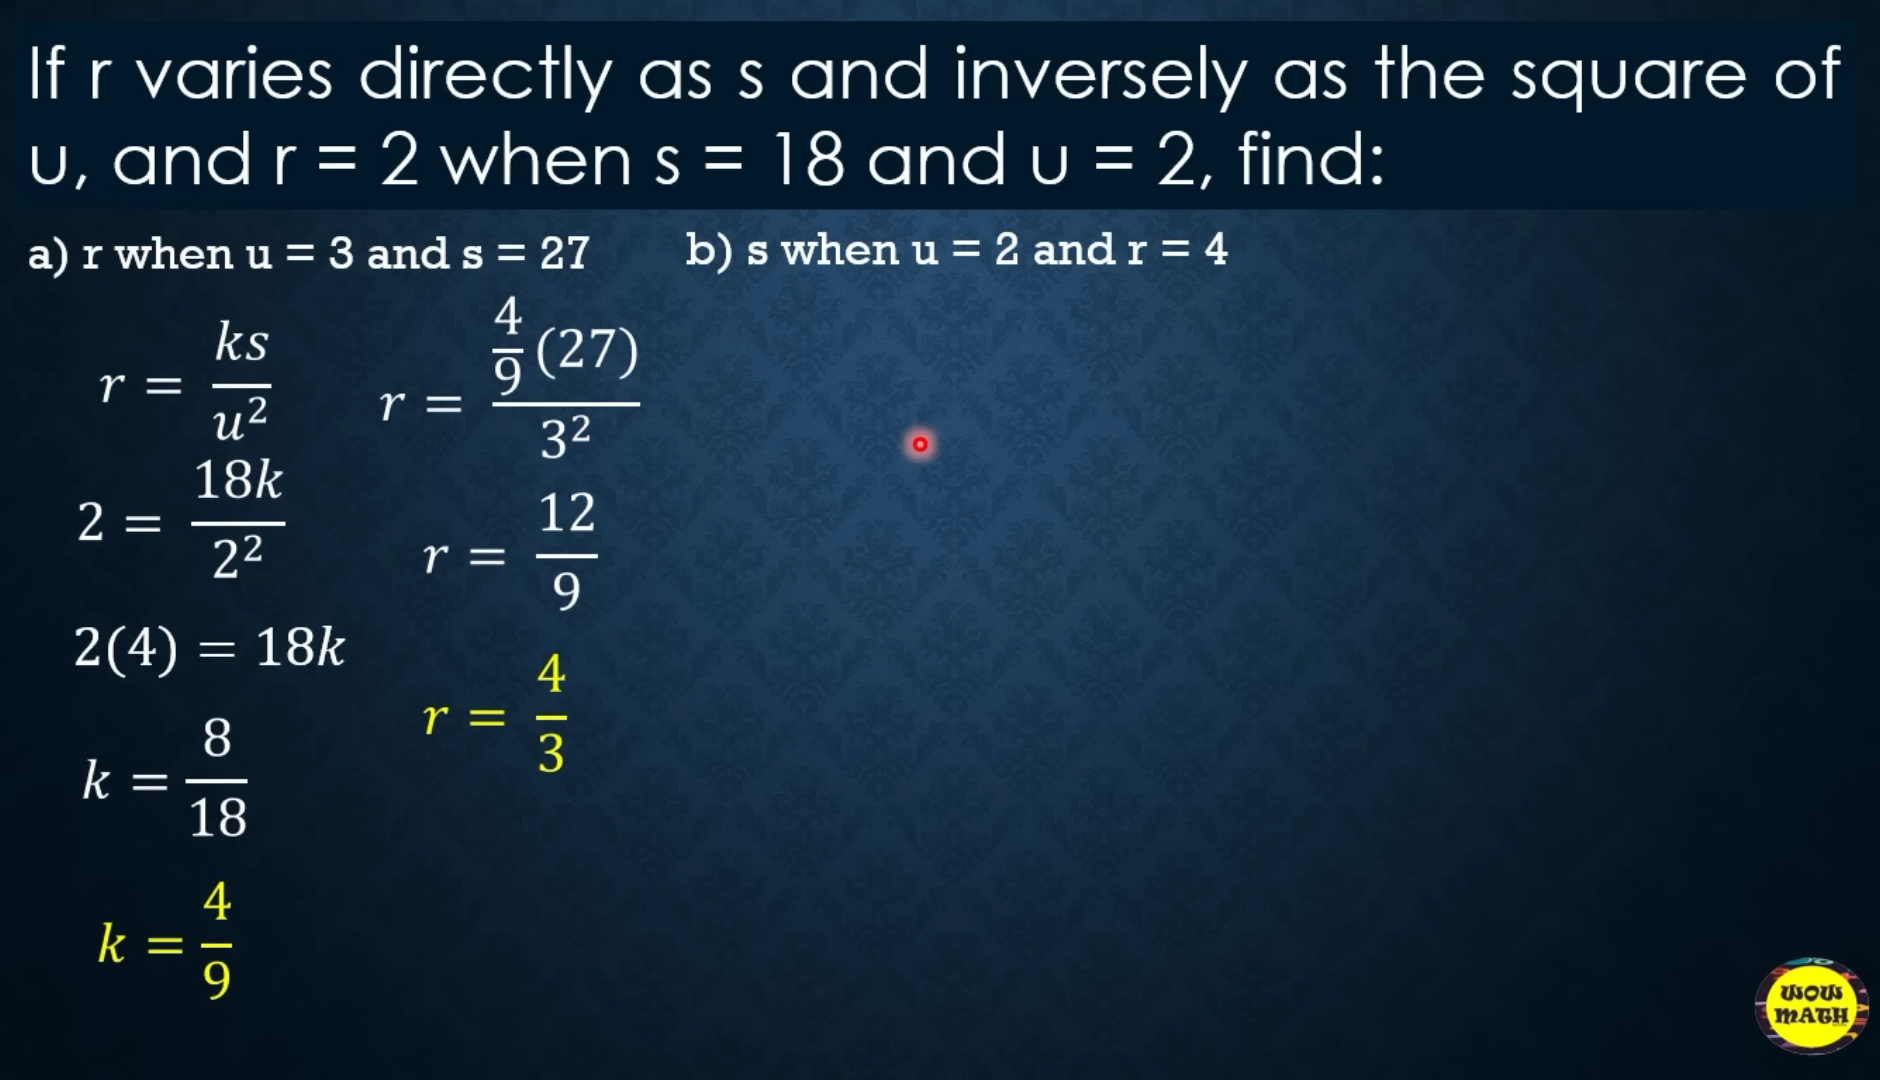 If r varies directly as s and inversely as the square of
u, and r = 2 when s = 18 and u = 2, find:
a) r when u = 3 and s = 27
b) s when u = 2 and r = 4
r = ks/u²
2 = 18k/2²
2(4) = 18k
k = 8/18
k = 4/9
r = 4/9(27)/3²
r = 12/9
r = 4/3
WOW
MATH